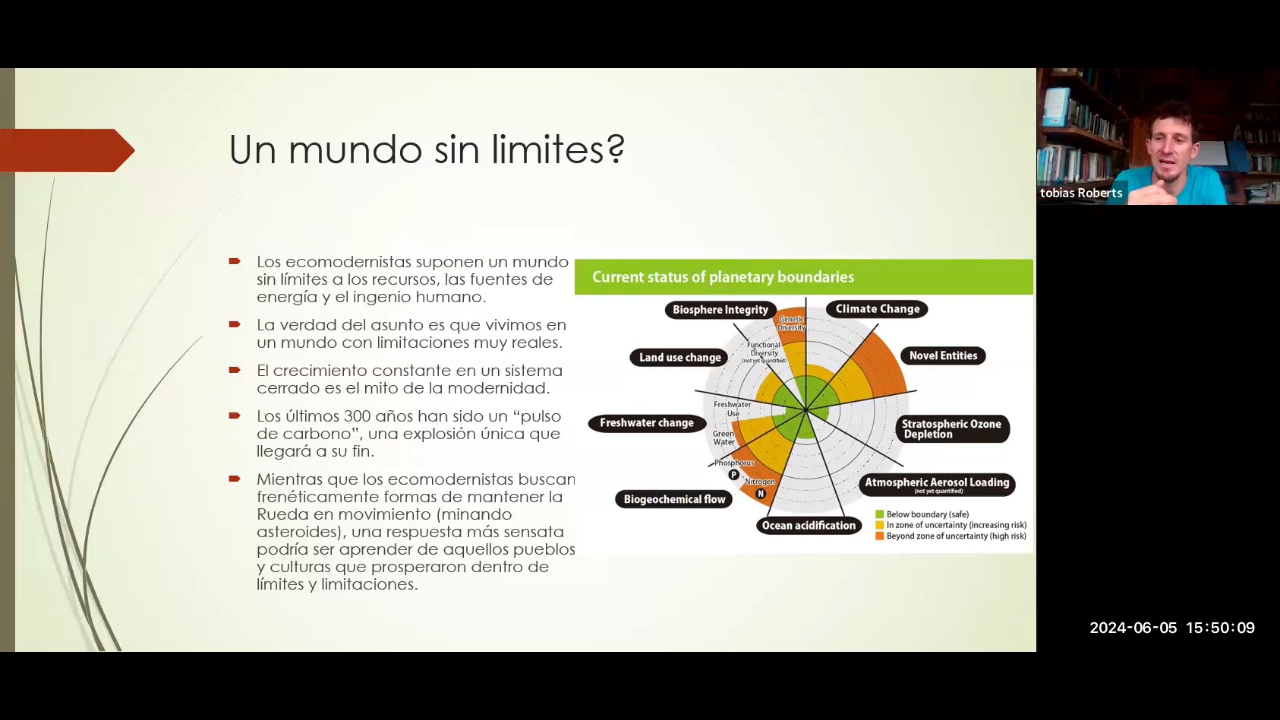 Un mundo sin limites?
Los ecomodernistas suponen un mundo
sin límites a los recursos, las fuentes de
energía y el ingenio humano.
La verdad del asunto es que vivimos en
un mundo con limitaciones muy reales.
El crecimiento constante en un sistema
cerrado es el mito de la modernidad.
Los últimos 300 años han sido un “pulso
de carbono”, una explosión única que
llegará a su fin.
Mientras que los ecomodernistas buscan
frenéticamente formas de mantener la
Rueda en movimiento (minando
asteroides), una respuesta más sensata
podría ser aprender de aquellos pueblos
y culturas que prosperaron dentro de
límites y limitaciones.
Current status of planetary boundaries
Biosphere Integrity
Climate Change
Genetic
Diversity
Functional
Diversity
(not yet quantified)
Land use change
Novel Entities
Freshwater
Use
Freshwater change
Green
Water
Stratospheric Ozone
Depletion
Phosphorus
P
Nitrogen
N
Atmospheric Aerosol Loading
(not yet quantified)
Biogeochemical flow
Ocean acidification
Below boundary (safe)
In zone of uncertainty (increasing risk)
Beyond zone of uncertainty (high risk)
tobias Roberts
2024-06-05 15:50:09